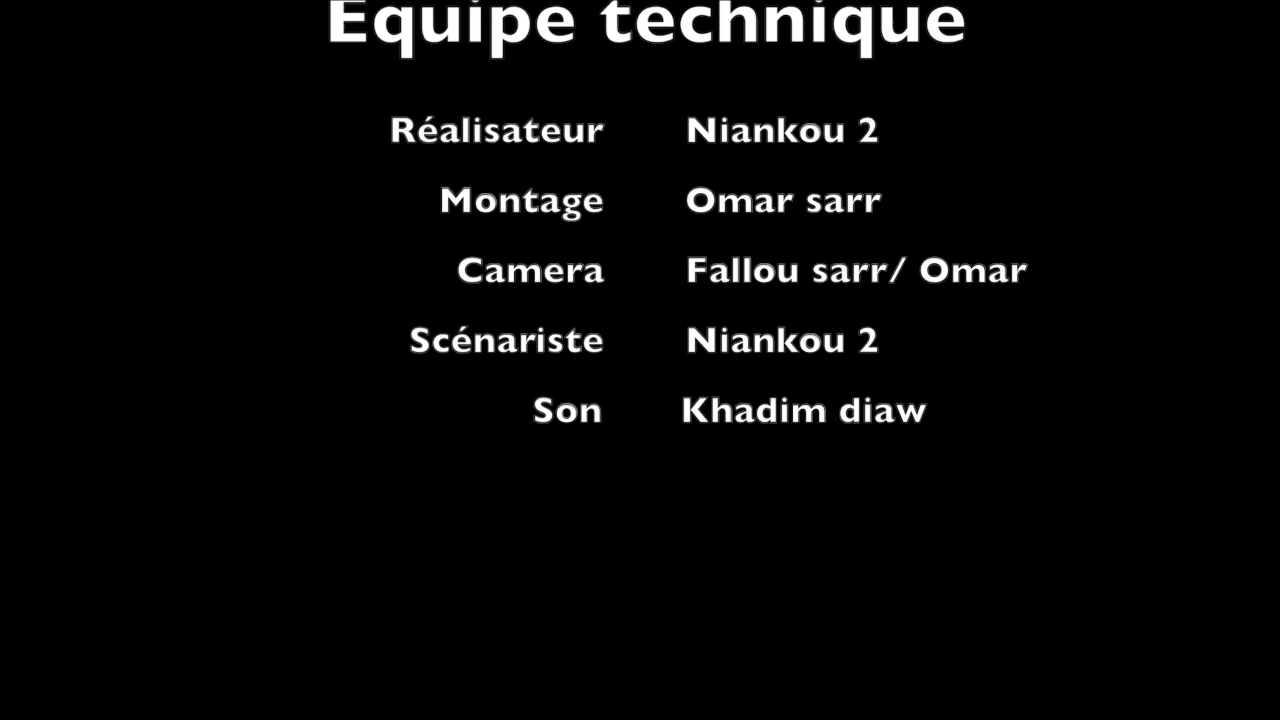 Equipe technique
Réalisateur Niankou 2
Montage Omar sarr
Camera Fallou sarr/ Omar
Scénariste Niankou 2
Son Khadim diaw